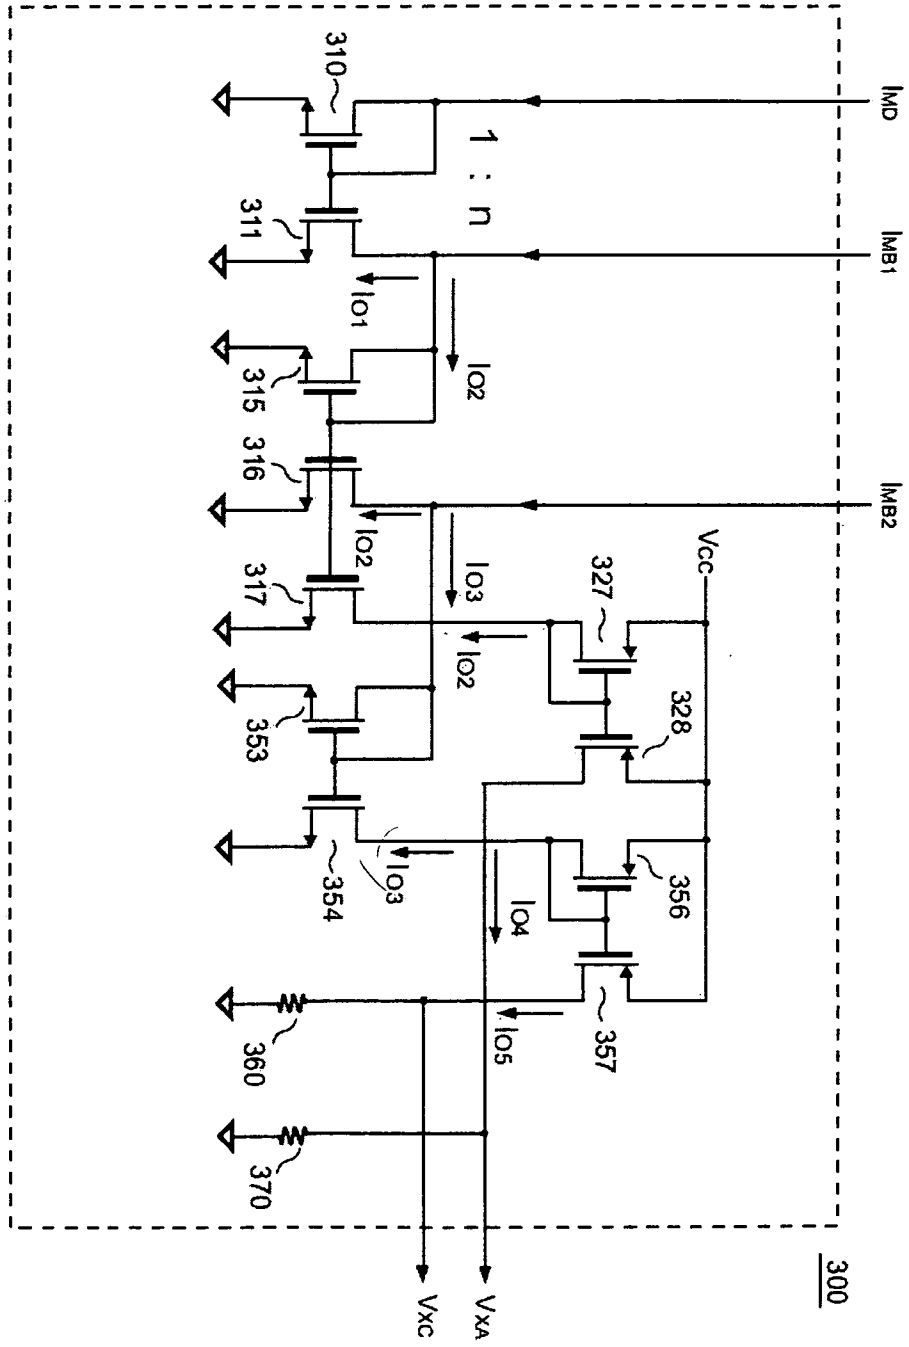 300
IMD
IMB1
IMB2
VCC
310
1 : n
311
IO1
IO2
315
316
IO2
IO3
317
IO2
327
328
353
354
IO3
IO4
356
357
IO5
360
370
VXA
VXC